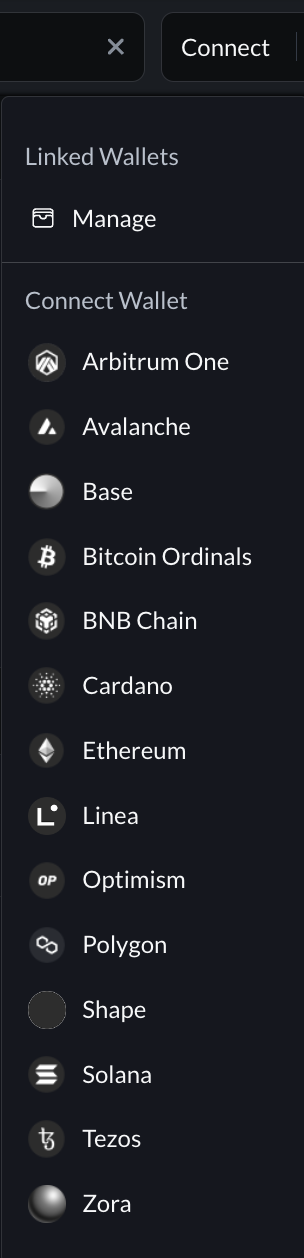 Connect
Linked Wallets
Manage
Connect Wallet
Arbitrum One
Avalanche
Base
Bitcoin Ordinals
BNB Chain
Cardano
Ethereum
Linea
OP Optimism
Polygon
Shape
Solana
Tezos
Zora